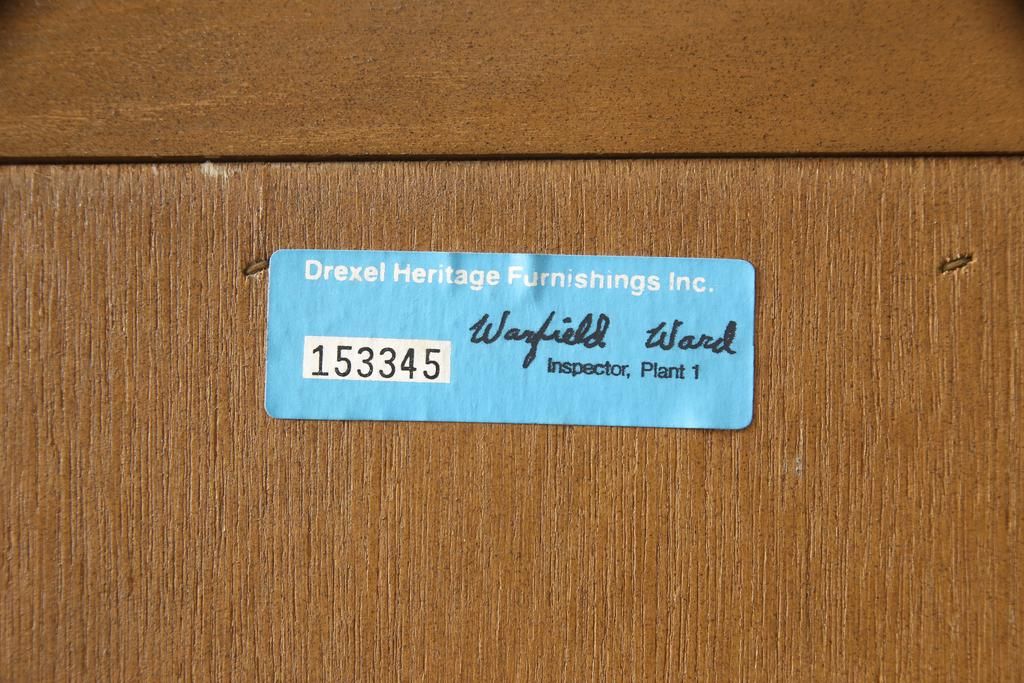 Drexel Heritage Furnishings Inc.
Warfield Ward
153345
Inspector, Plant 1